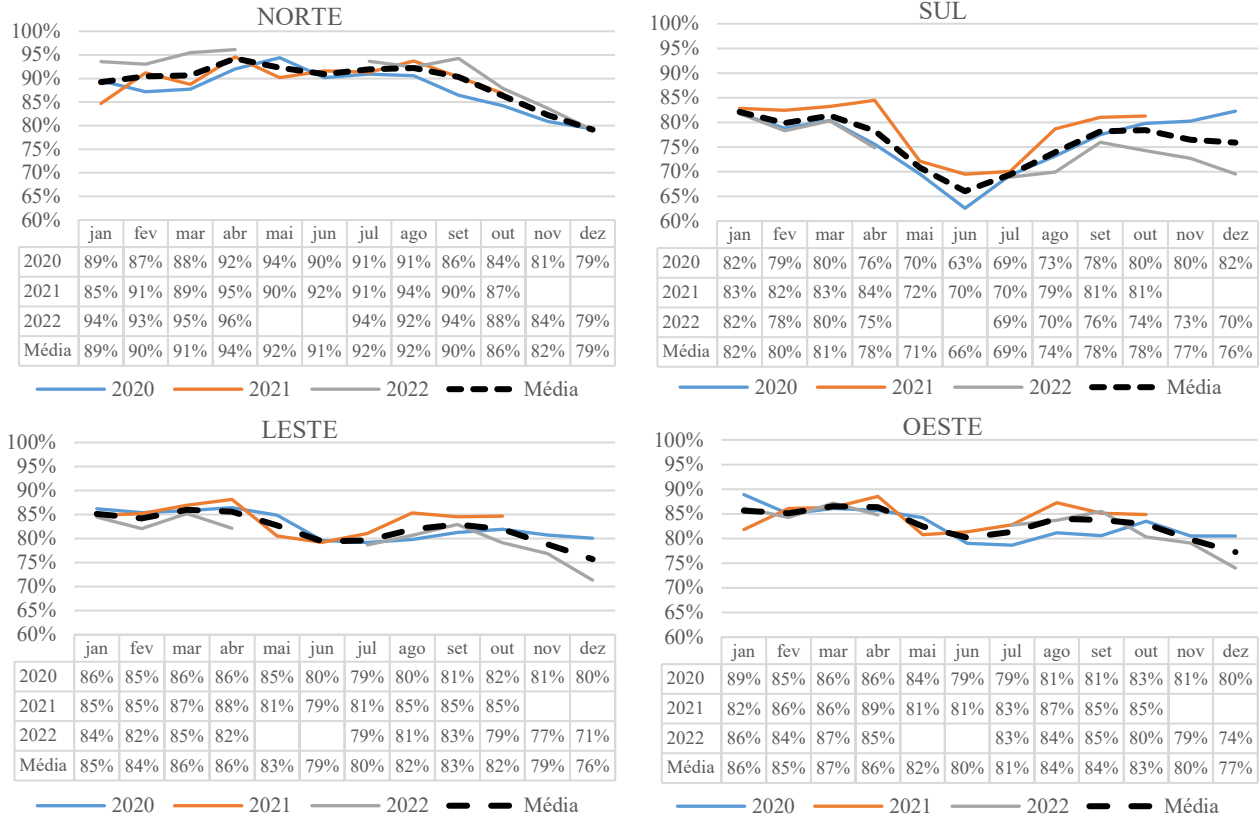 NORTE
100%
95%
90%
85%
80%
75%
70%
65%
60%
jan fev mar abr mai jun jul ago set out nov dez
2020 89% 87% 88% 92% 94% 90% 91% 91% 86% 84% 81% 79%
2021 85% 91% 89% 95% 90% 92% 91% 94% 90% 87%
2022 94% 93% 95% 96% 94% 92% 94% 88% 84% 79%
Média 89% 90% 91% 94% 92% 91% 92% 92% 90% 86% 82% 79%
2020 2021 2022 Média
SUL
100%
95%
90%
85%
80%
75%
70%
65%
60%
jan fev mar abr mai jun jul ago set out nov dez
2020 82% 79% 80% 76% 70% 63% 69% 73% 78% 80% 80% 82%
2021 83% 82% 83% 84% 72% 70% 70% 79% 81% 81%
2022 82% 78% 80% 75% 69% 70% 76% 74% 73% 70%
Média 82% 80% 81% 78% 71% 66% 69% 74% 78% 78% 77% 76%
2020 2021 2022 Média
LESTE
100%
95%
90%
85%
80%
75%
70%
65%
60%
jan fev mar abr mai jun jul ago set out nov dez
2020 86% 85% 86% 86% 85% 80% 79% 80% 81% 82% 81% 80%
2021 85% 85% 87% 88% 81% 79% 81% 85% 85% 85%
2022 84% 82% 85% 82% 79% 81% 83% 79% 77% 71%
Média 85% 84% 86% 86% 83% 79% 80% 82% 83% 82% 79% 76%
2020 2021 2022 Média
OESTE
100%
95%
90%
85%
80%
75%
70%
65%
60%
jan fev mar abr mai jun jul ago set out nov dez
2020 89% 85% 86% 86% 84% 79% 79% 81% 81% 83% 81% 80%
2021 82% 86% 86% 89% 81% 81% 83% 87% 85% 85%
2022 86% 84% 87% 85% 83% 84% 85% 80% 79% 74%
Média 86% 85% 87% 86% 82% 80% 81% 84% 84% 83% 80% 77%
2020 2021 2022 Média